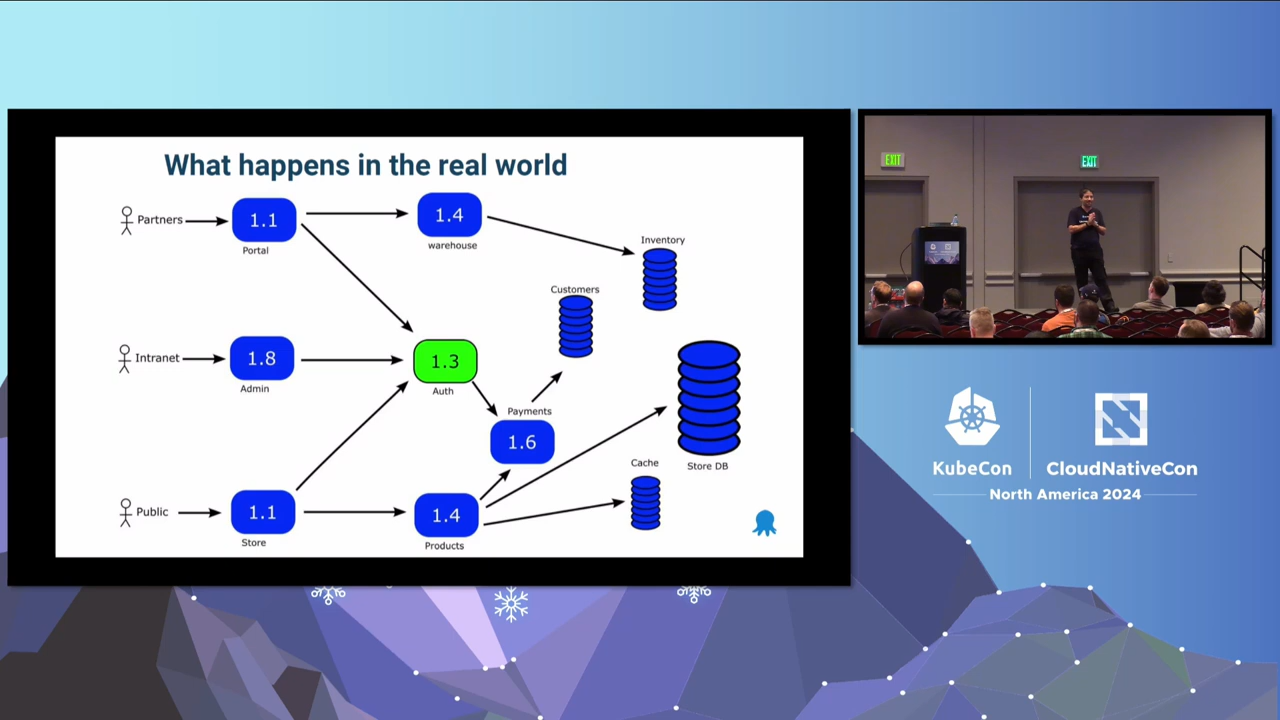 What happens in the real world
Partners
1.1
Portal
1.4
warehouse
Inventory
Customers
Intranet
1.8
Admin
1.3
Auth
Payments
1.6
Store DB
Cache
Public
1.1
Store
1.4
Products
EXIT
EXIT
KubeCon
CloudNativeCon
North America 2024